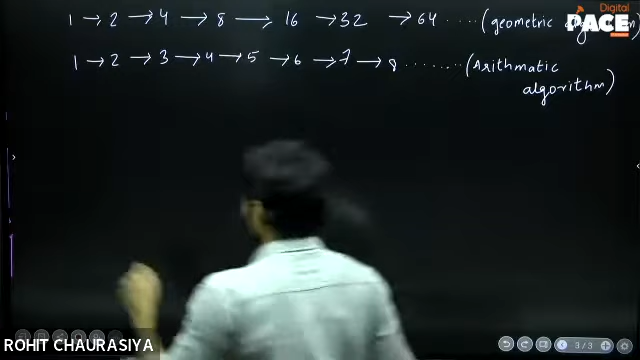 1 → 2 → 4 → 8 → 16 → 32 → 64 ..... (geometric
Digital
PACE
1 → 2 → 3 → 4 → 5 → 6 → 7 → 8 ........ (Arithmatic
algorithm)
ROHIT CHAURASIYA
3 / 3